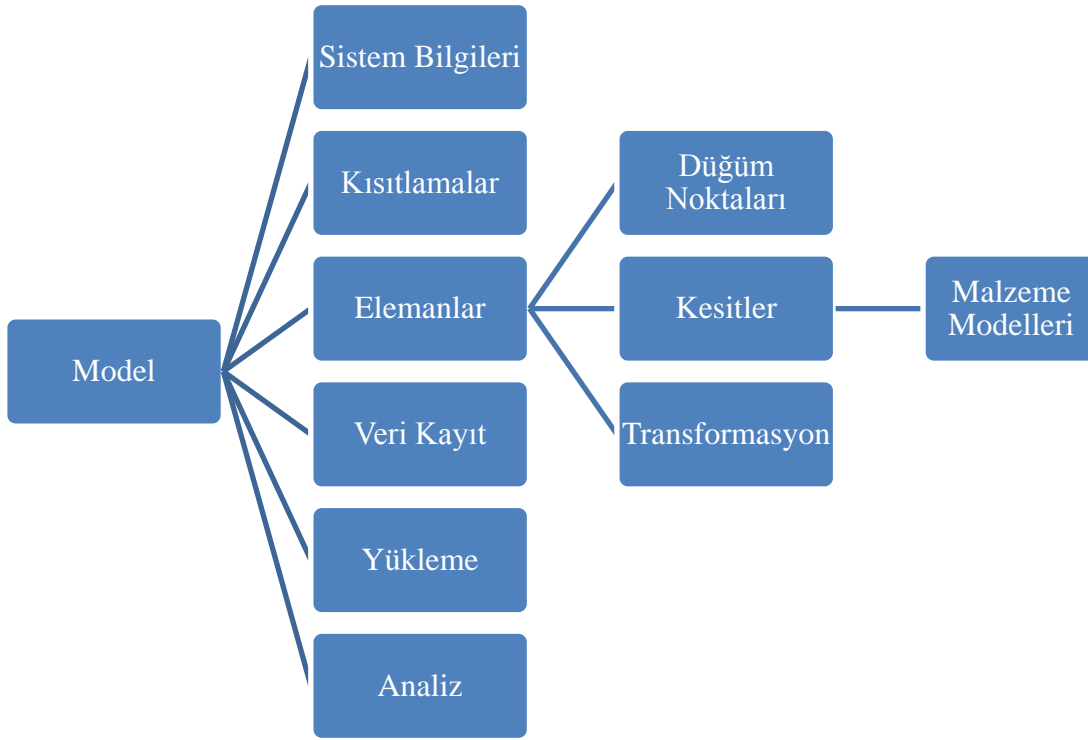 Model
Sistem Bilgileri
Kısıtlamalar
Elemanlar
Veri Kayıt
Yükleme
Analiz
Düğüm
Noktaları
Kesitler
Transformasyon
Malzeme
Modelleri